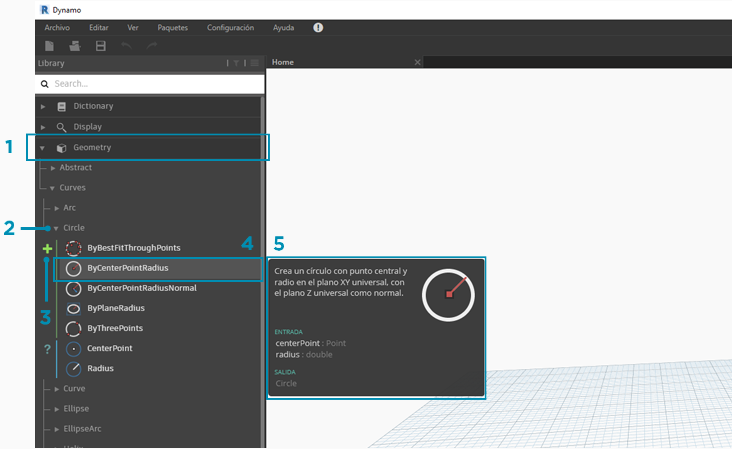 Dynamo
Archivo Editar Ver Paquetes Configuración Ayuda
Library
Home
Search...
Dictionary
Display
1
Geometry
Abstract
Curves
Arc
2
Circle
ByBestFitThroughPoints
4
5
ByCenterPointRadius
ByCenterPointRadiusNormal
3
ByPlaneRadius
ByThreePoints
? CenterPoint
Radius
Curve
Ellipse
EllipseArc
Helix
Crea un círculo con punto central y
radio en el plano XY universal, con
el plano Z universal como normal.
ENTRADA
centerPoint : Point
radius : double
SALIDA
Circle